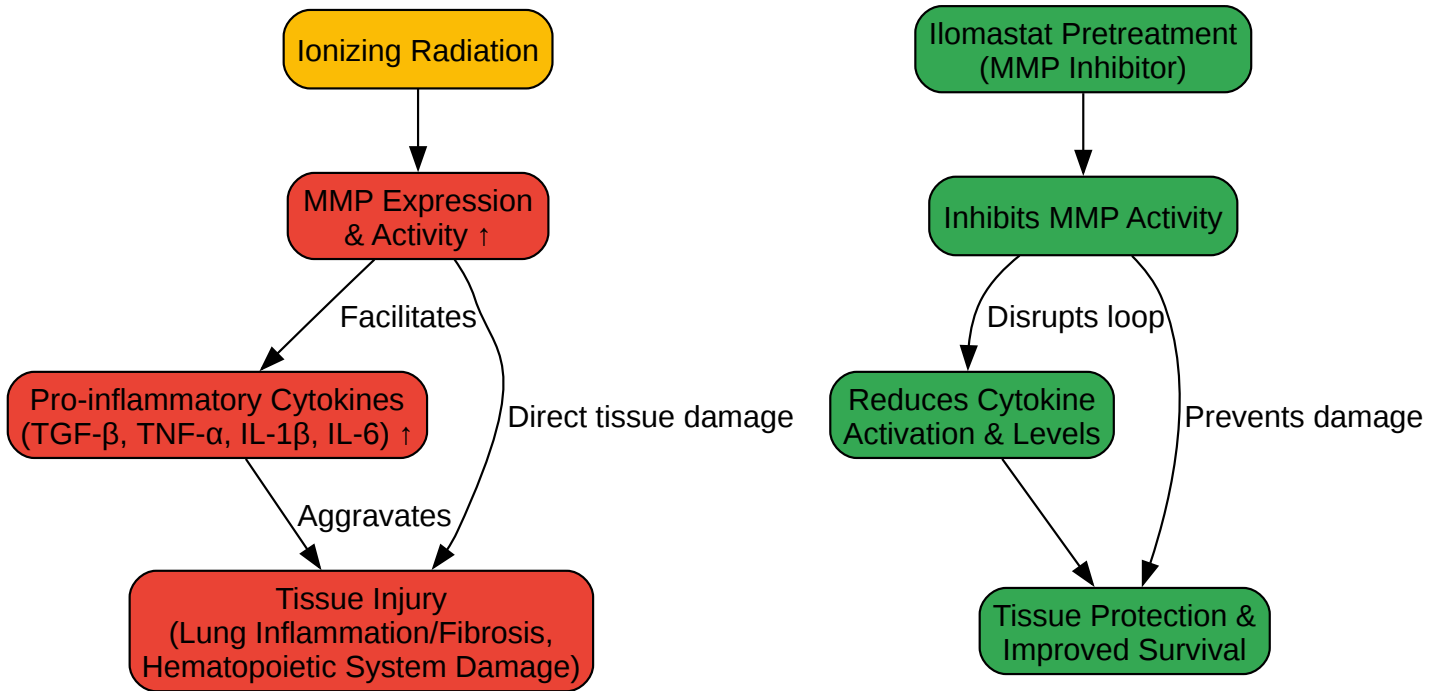 Ionizing Radiation
MMP Expression
& Activity ↑
Facilitates
Pro-inflammatory Cytokines
(TGF-β, TNF-α, IL-1β, IL-6) ↑
Direct tissue damage
Aggravates
Tissue Injury
(Lung Inflammation/Fibrosis,
Hematopoietic System Damage)
Ilomastat Pretreatment
(MMP Inhibitor)
Inhibits MMP Activity
Disrupts loop
Reduces Cytokine
Activation & Levels
Prevents damage
Tissue Protection &
Improved Survival